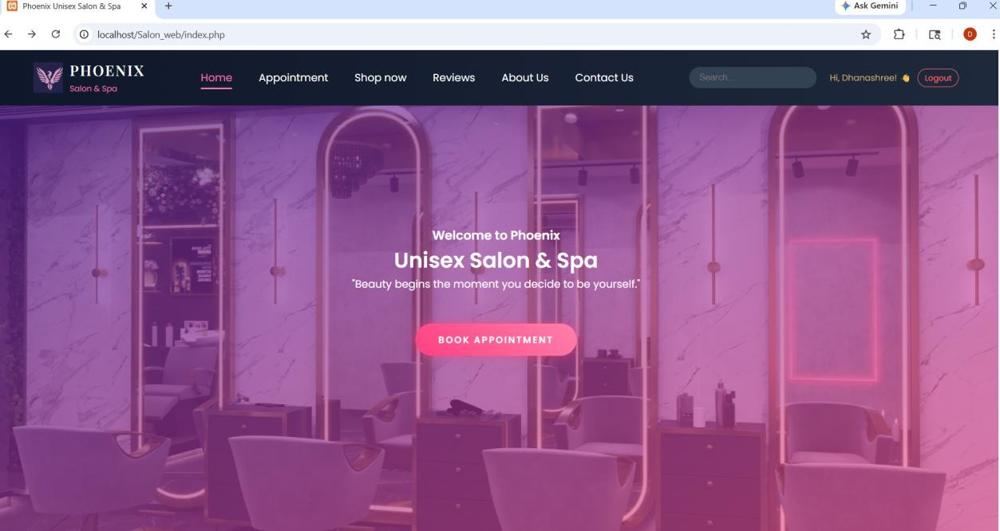 Phoenix Unisex Salon & Spa
Ask Gemini
localhost/Salon_web/index.php
D
PHOENIX
Salon & Spa
Home
Appointment
Shop now
Reviews
About Us
Contact Us
Search...
Hi, Dhanashree! 👋
Logout
Welcome to Phoenix
Unisex Salon & Spa
"Beauty begins the moment you decide to be yourself."
BOOK APPOINTMENT